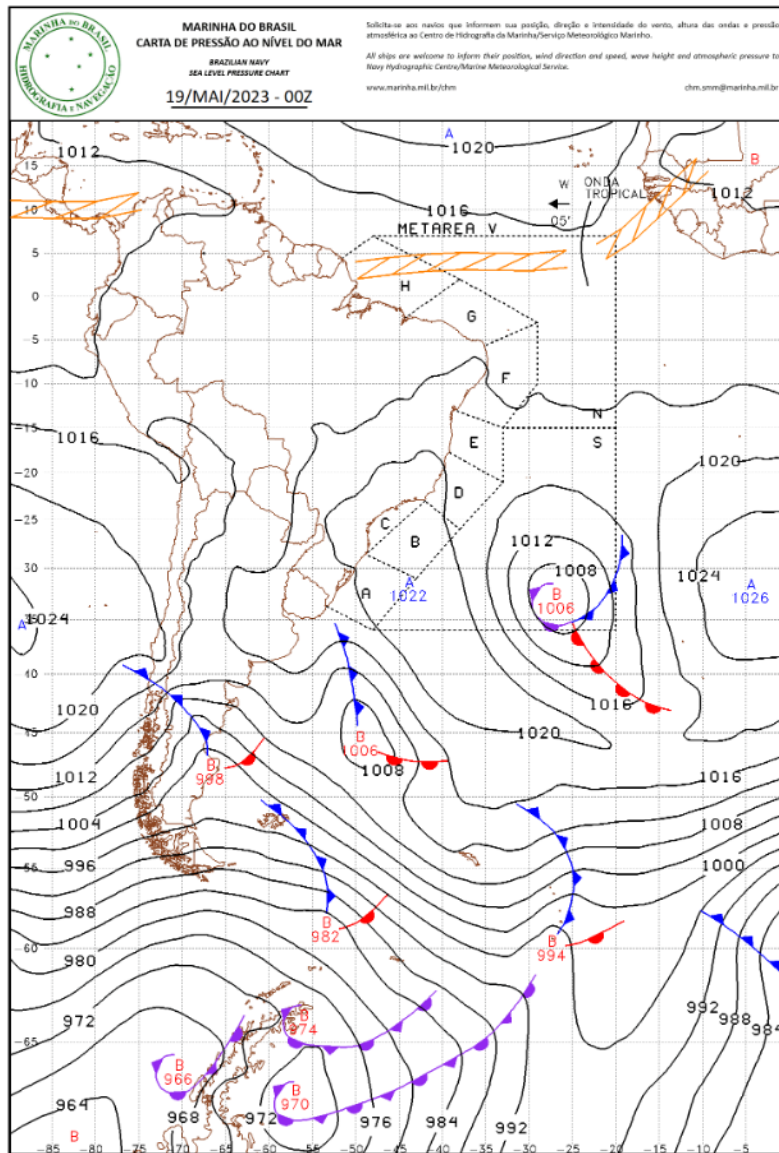 MARINHA DO BRASIL
HIDROGRAFIA e NAVEGAÇÃO
MARINHA DO BRASIL
CARTA DE PRESSÃO AO NÍVEL DO MAR
BRAZILIAN NAVY
SEA LEVEL PRESSURE CHART
19/MAI/2023 - 00Z
Solicita-se aos navios que informem sua posição, direção e intensidade do vento, altura das ondas e pressão
atmosférica ao Centro de Hidrografia da Marinha/Serviço Meteorológico Marinho.
All ships are welcome to inform their position, wind direction and speed, wave height and atmospheric pressure to
Navy Hydrographic Centre/Marine Meteorological Service.
www.marinha.mil.br/chm
chm.smm@marinha.mil.br
A
1020
1012
B
15
W ONDA
TROPICAL
1012
10
1016
05'
METAREA V
5
H
0
G
-5
F
-10
N
-15
1016
E
S
1020
-20
D
-25
C
B
1012
-30
1008
A
1022
B
1006
1024
A
1026
A
1024
A
-35
-40
1020
1016
-45
B
1006
1020
1012
B
998
1008
1016
-50
1004
1008
996
1000
-55
988
B
982
B
994
-60
980
972
992
988
984
B
974
-65
B
966
B
970
964
968
972
976
984
992
B
-85 -80 -75 -70 -65 -60 -55 -50 -45 -40 -35 -30 -25 -20 -15 -10 -5